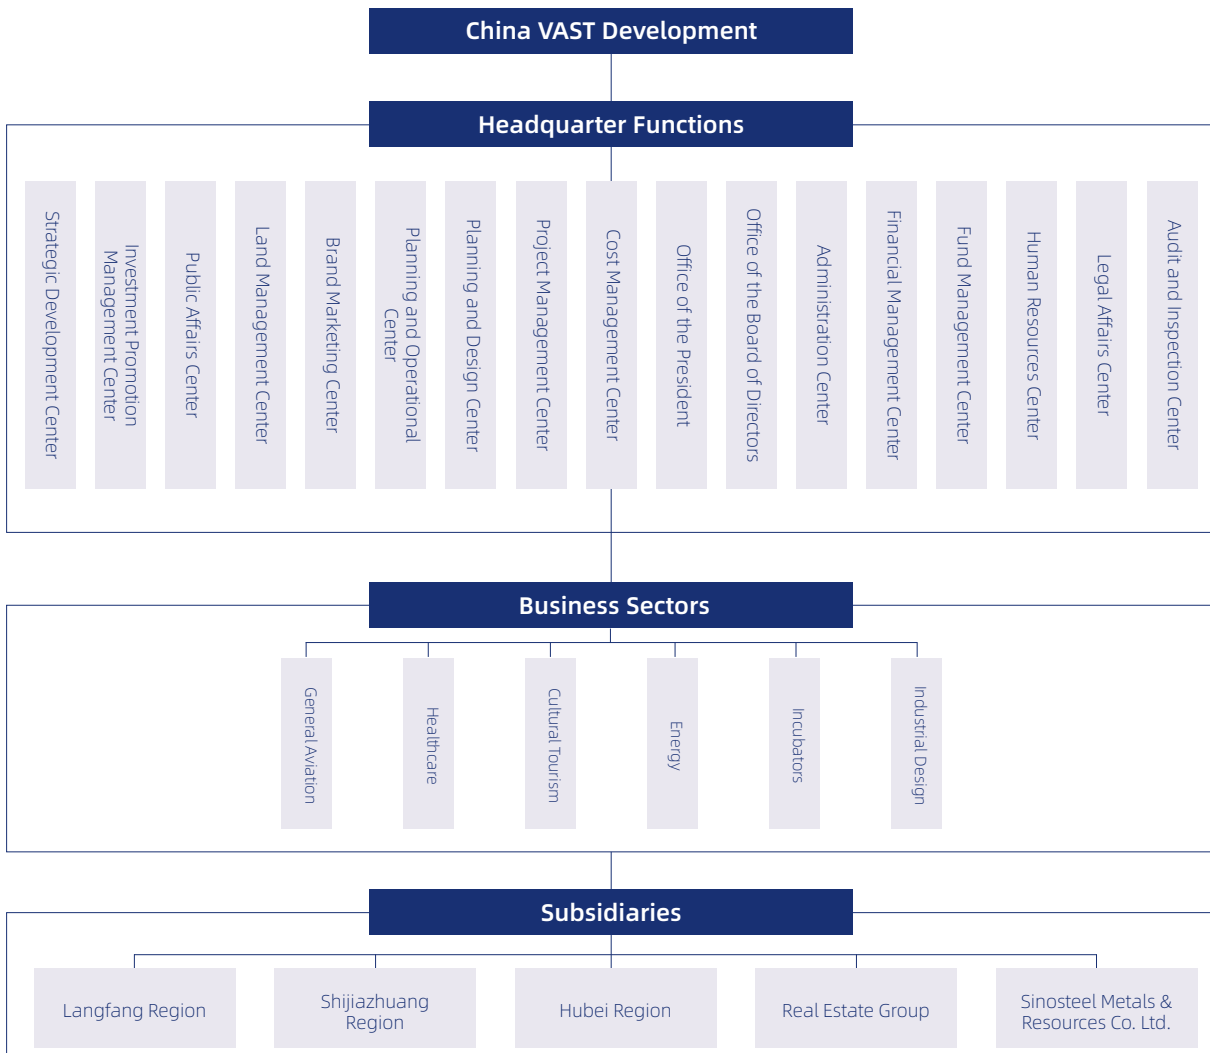 China VAST Development
Headquarter Functions
Strategic Development Center
Investment Promotion
Management Center
Public Affairs Center
Land Management Center
Brand Marketing Center
Planning and Operational
Center
Planning and Design Center
Project Management Center
Cost Management Center
Office of the President
Office of the Board of Directors
Administration Center
Financial Management Center
Fund Management Center
Human Resources Center
Legal Affairs Center
Audit and Inspection Center
Business Sectors
General Aviation
Healthcare
Cultural Tourism
Energy
Incubators
Industrial Design
Subsidiaries
Langfang Region
Shijiazhuang
Region
Hubei Region
Real Estate Group
Sinosteel Metals &
Resources Co. Ltd.